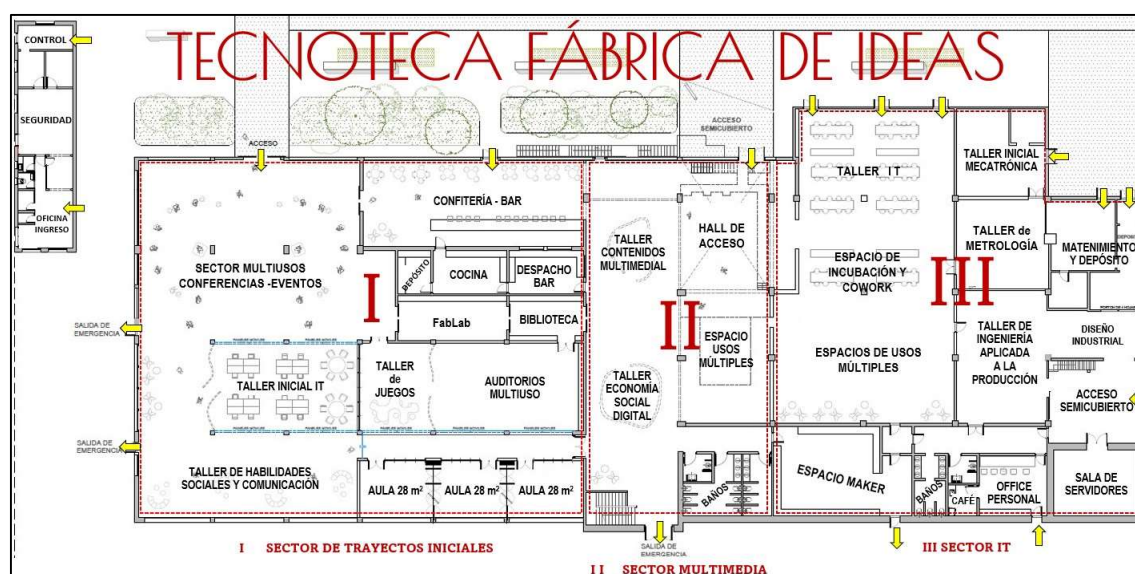 TECNOTECA FÁBRICA DE IDEAS
CONTROL
SEGURIDAD
OFICINA
INGRESO
ACCESO
ACCESO
SEMICUBIERTO
CONFITERÍA - BAR
SECTOR MULTIUSOS
CONFERENCIAS -EVENTOS
DEPÓSITO
COCINA
DESPACHO
BAR
I
FabLab
BIBLIOTECA
SALIDA DE
EMERGENCIA
TALLER INICIAL IT
TALLER
de
JUEGOS
AUDITORIOS
MULTIUSO
SALIDA DE
EMERGENCIA
TALLER DE HABILIDADES
SOCIALES Y COMUNICACIÓN
AULA 28 m²
AULA 28 m²
AULA 28 m²
TALLER
CONTENIDOS
MULTIMEDIAL
HALL DE
ACCESO
II
ESPACIO
USOS
MÚLTIPLES
TALLER
ECONOMÍA
SOCIAL
DIGITAL
BAÑOS
SALIDA DE
EMERGENCIA
TALLER IT
TALLER INICIAL
MECATRÓNICA
TALLER de
METROLOGÍA
MATENIMIENTO
Y DEPÓSITO
ESPACIO DE
INCUBACIÓN Y
COWORK
III
ESPACIOS DE USOS
MÚLTIPLES
TALLER DE
INGENIERÍA
APLICADA
A LA
PRODUCCIÓN
DISEÑO
INDUSTRIAL
ACCESO
SEMICUBIERTO
ESPACIO MAKER
BAÑOS
CAFÉ
OFFICE
PERSONAL
SALA DE
SERVIDORES
I SECTOR DE TRAYECTOS INICIALES
II SECTOR MULTIMEDIA
III SECTOR IT